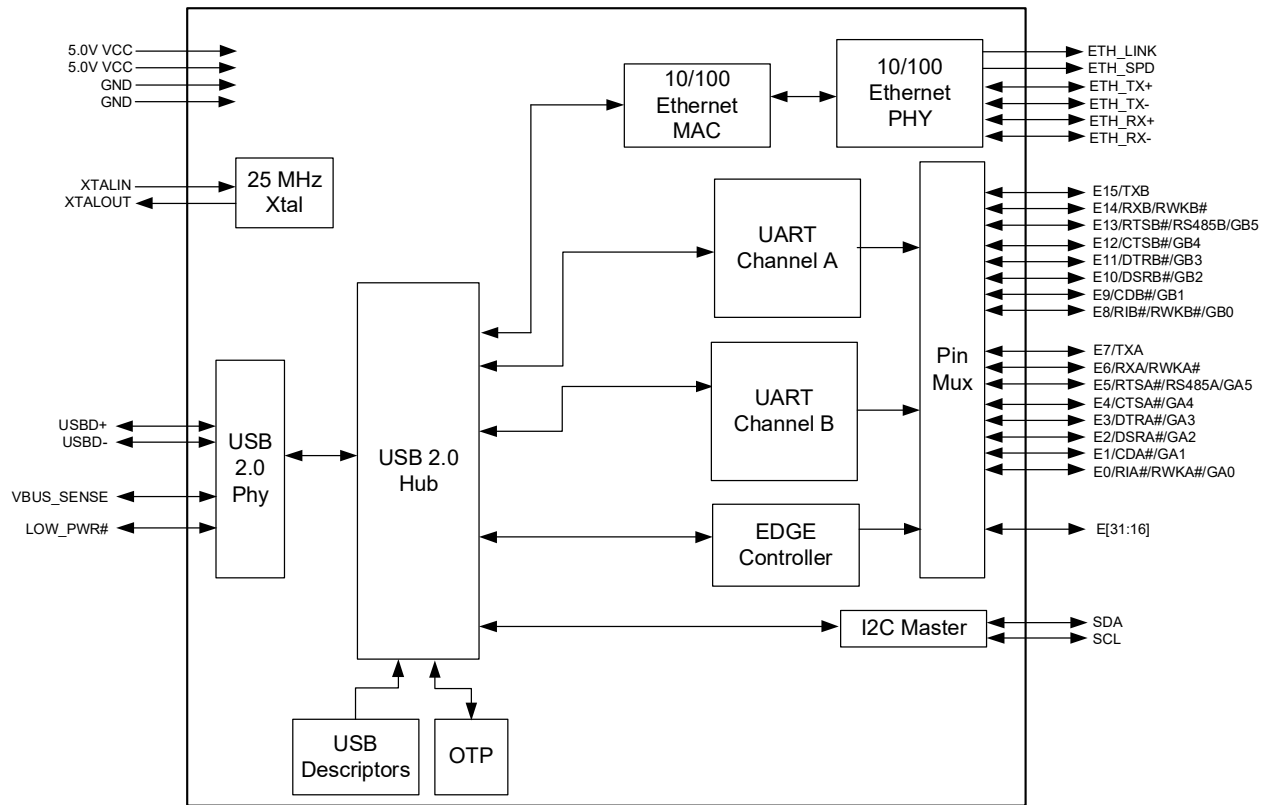 5.0V VCC
5.0V VCC
GND
GND
XTALIN
XTALOUT
25 MHz
Xtal
USBD+
USBD-
VBUS_SENSE
LOW_PWR#
USB
2.0
Phy
USB 2.0
Hub
USB
Descriptors
OTP
10/100
Ethernet
MAC
10/100
Ethernet
PHY
UART
Channel A
UART
Channel B
EDGE
Controller
I2C Master
Pin
Mux
ETH_LINK
ETH_SPD
ETH_TX+
ETH_TX-
ETH_RX+
ETH_RX-
E15/TXB
E14/RXB/RWKB#
E13/RTSB#/RS485B/GB5
E12/CTSB#/GB4
E11/DTRB#/GB3
E10/DSRB#/GB2
E9/CDB#/GB1
E8/RIB#/RWKB#/GB0
E7/TXA
E6/RXA/RWKA#
E5/RTSA#/RS485A/GA5
E4/CTSA#/GA4
E3/DTRA#/GA3
E2/DSRA#/GA2
E1/CDA#/GA1
E0/RIA#/RWKA#/GA0
E[31:16]
SDA
SCL